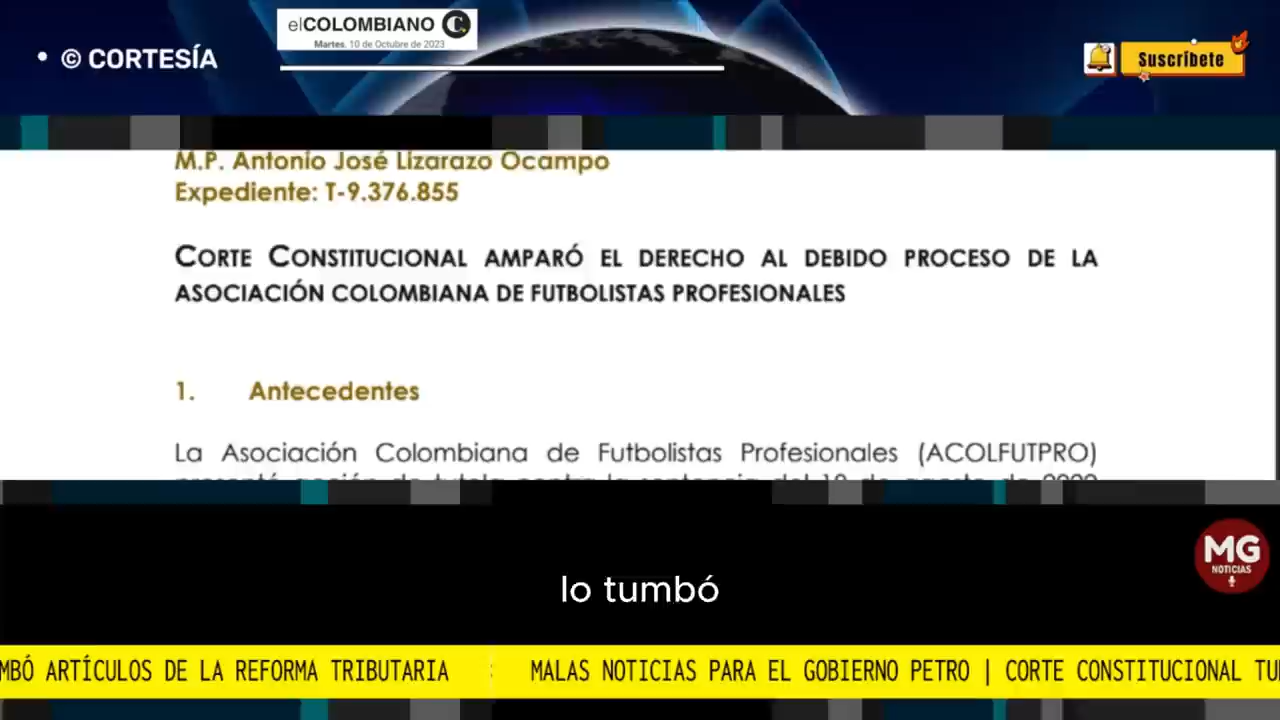 elCOLOMBIANO C
Martes, 10 de Octubre de 2023
• © CORTESÍA
Suscríbete
M.P. Antonio José Lizarazo Ocampo
Expediente: T-9.376.855
CORTE CONSTITUCIONAL AMPARÓ EL DERECHO AL DEBIDO PROCESO DE LA
ASOCIACIÓN COLOMBIANA DE FUTBOLISTAS PROFESIONALES
1. Antecedentes
La Asociación Colombiana de Futbolistas Profesionales (ACOLFUTPRO)
MG
NOTICIAS
lo tumbó
MBÓ ARTÍCULOS DE LA REFORMA TRIBUTARIA MALAS NOTICIAS PARA EL GOBIERNO PETRO | CORTE CONSTITUCIONAL TU